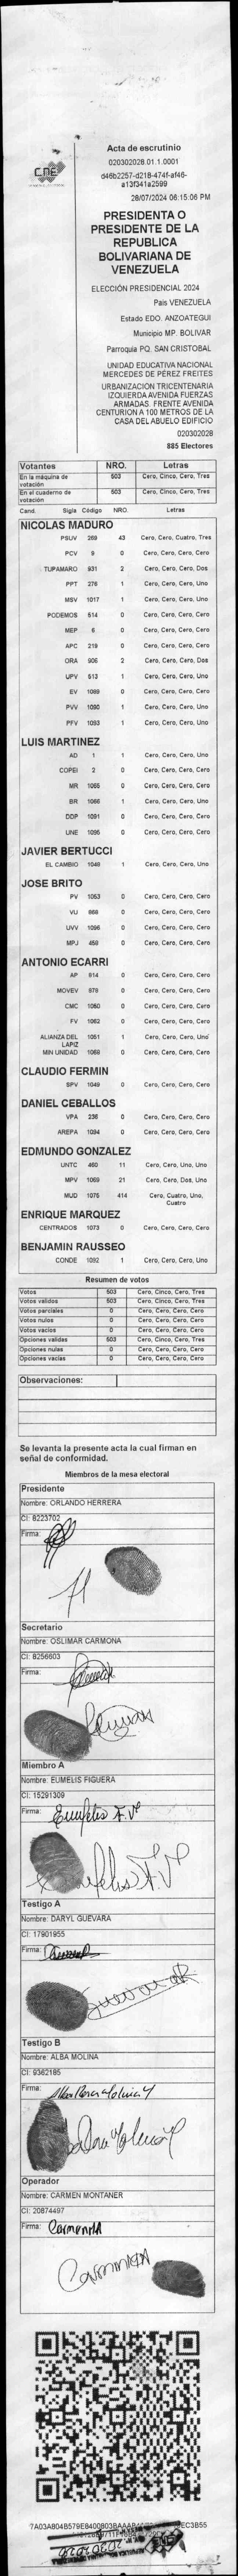 CNE
Acta de escrutinio
020302028.01.1.0001
d46b2257-d218-474f-af46-
a13f341a2599
28/07/2024 06:15:06 PM
PRESIDENTA O
PRESIDENTE DE LA
REPUBLICA
BOLIVARIANA DE
VENEZUELA
ELECCIÓN PRESIDENCIAL 2024
Pais VENEZUELA
Estado EDO. ANZOATEGUI
Municipio MP. BOLIVAR
Parroquia PQ. SAN CRISTOBAL
UNIDAD EDUCATIVA NACIONAL
MERCEDES DE PÉREZ FREITES
URBANIZACIÓN TRICENTENARIA
IZQUIERDA AVENIDA FUERZAS
ARMADAS. FRENTE AVENIDA
CENTURION A 100 METROS DE LA
CASA DEL ABUELO EDIFICIO
020302028
885 Electores
Votantes NRO. Letras
En la máquina de votación 503 Cero, Cinco, Cero, Tres
En el cuaderno de votación 503 Cero, Cinco, Cero, Tres
Cand. Sigla Código NRO. Letras
NICOLAS MADURO
PSUV 269 43 Cero, Cero, Cuatro, Tres
PCV 9 0 Cero, Cero, Cero, Cero
TUPAMARO 931 2 Cero, Cero, Cero, Dos
PPT 276 1 Cero, Cero, Cero, Uno
MSV 1017 1 Cero, Cero, Cero, Uno
PODEMOS 514 0 Cero, Cero, Cero, Cero
MEP 6 0 Cero, Cero, Cero, Cero
APC 219 0 Cero, Cero, Cero, Cero
ORA 906 2 Cero, Cero, Cero, Dos
UPV 513 1 Cero, Cero, Cero, Uno
EV 1089 0 Cero, Cero, Cero, Cero
PVV 1090 1 Cero, Cero, Cero, Uno
PFV 1093 1 Cero, Cero, Cero, Uno
LUIS MARTINEZ
AD 1 1 Cero, Cero, Cero, Uno
COPEI 2 0 Cero, Cero, Cero, Cero
MR 1065 0 Cero, Cero, Cero, Cero
BR 1066 1 Cero, Cero, Cero, Uno
DDP 1091 0 Cero, Cero, Cero, Cero
UNE 1095 0 Cero, Cero, Cero, Cero
JAVIER BERTUCCI
EL CAMBIO 1048 1 Cero, Cero, Cero, Uno
JOSE BRITO
PV 1053 0 Cero, Cero, Cero, Cero
VU 868 0 Cero, Cero, Cero, Cero
UVV 1096 0 Cero, Cero, Cero, Cero
MPJ 459 0 Cero, Cero, Cero, Cero
ANTONIO ECARRI
AP 814 0 Cero, Cero, Cero, Cero
MOVEV 878 0 Cero, Cero, Cero, Cero
CMC 1060 0 Cero, Cero, Cero, Cero
FV 1062 0 Cero, Cero, Cero, Cero
ALIANZA DEL LAPIZ 1051 1 Cero, Cero, Cero, Uno
MIN UNIDAD 1068 0 Cero, Cero, Cero, Cero
CLAUDIO FERMIN
SPV 1049 0 Cero, Cero, Cero, Cero
DANIEL CEBALLOS
VPA 236 0 Cero, Cero, Cero, Cero
AREPA 1094 0 Cero, Cero, Cero, Cero
EDMUNDO GONZALEZ
UNTC 460 11 Cero, Cero, Uno, Uno
MPV 1069 21 Cero, Cero, Dos, Uno
MUD 1076 414 Cero, Cuatro, Uno, Cuatro
ENRIQUE MARQUEZ
CENTRADOS 1073 0 Cero, Cero, Cero, Cero
BENJAMIN RAUSSEO
CONDE 1092 1 Cero, Cero, Cero, Uno
Resumen de votos
Votos 503 Cero, Cinco, Cero, Tres
Votos válidos 503 Cero, Cinco, Cero, Tres
Votos parciales 0 Cero, Cero, Cero, Cero
Votos nulos 0 Cero, Cero, Cero, Cero
Votos vacíos 0 Cero, Cero, Cero, Cero
Opciones válidas 503 Cero, Cinco, Cero, Tres
Opciones nulas 0 Cero, Cero, Cero, Cero
Opciones vacías 0 Cero, Cero, Cero, Cero
Observaciones:
Se levanta la presente acta la cual firman en
señal de conformidad.
Miembros de la mesa electoral
Presidente
Nombre: ORLANDO HERRERA
CI: 8223702
Firma:
Secretario
Nombre: OSLIMAR CARMONA
CI: 8256603
Firma:
Miembro A
Nombre: EUMELIS FIGUERA
CI: 15291309
Firma: Eumelis F. V
Testigo A
Nombre: DARYL GUEVARA
CI: 17901955
Firma:
Testigo B
Nombre: ALBA MOLINA
CI: 9362185
Firma:
Operador
Nombre: CARMEN MONTANER
CI: 20874497
Firma: CarmenM